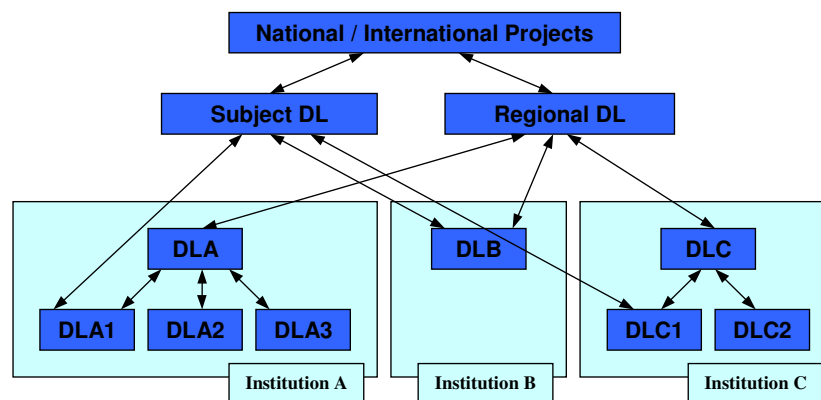 National / International Projects
Subject DL
Regional DL
DLA
DLB
DLC
DLA1
DLA2
DLA3
DLC1
DLC2
Institution A
Institution B
Institution C